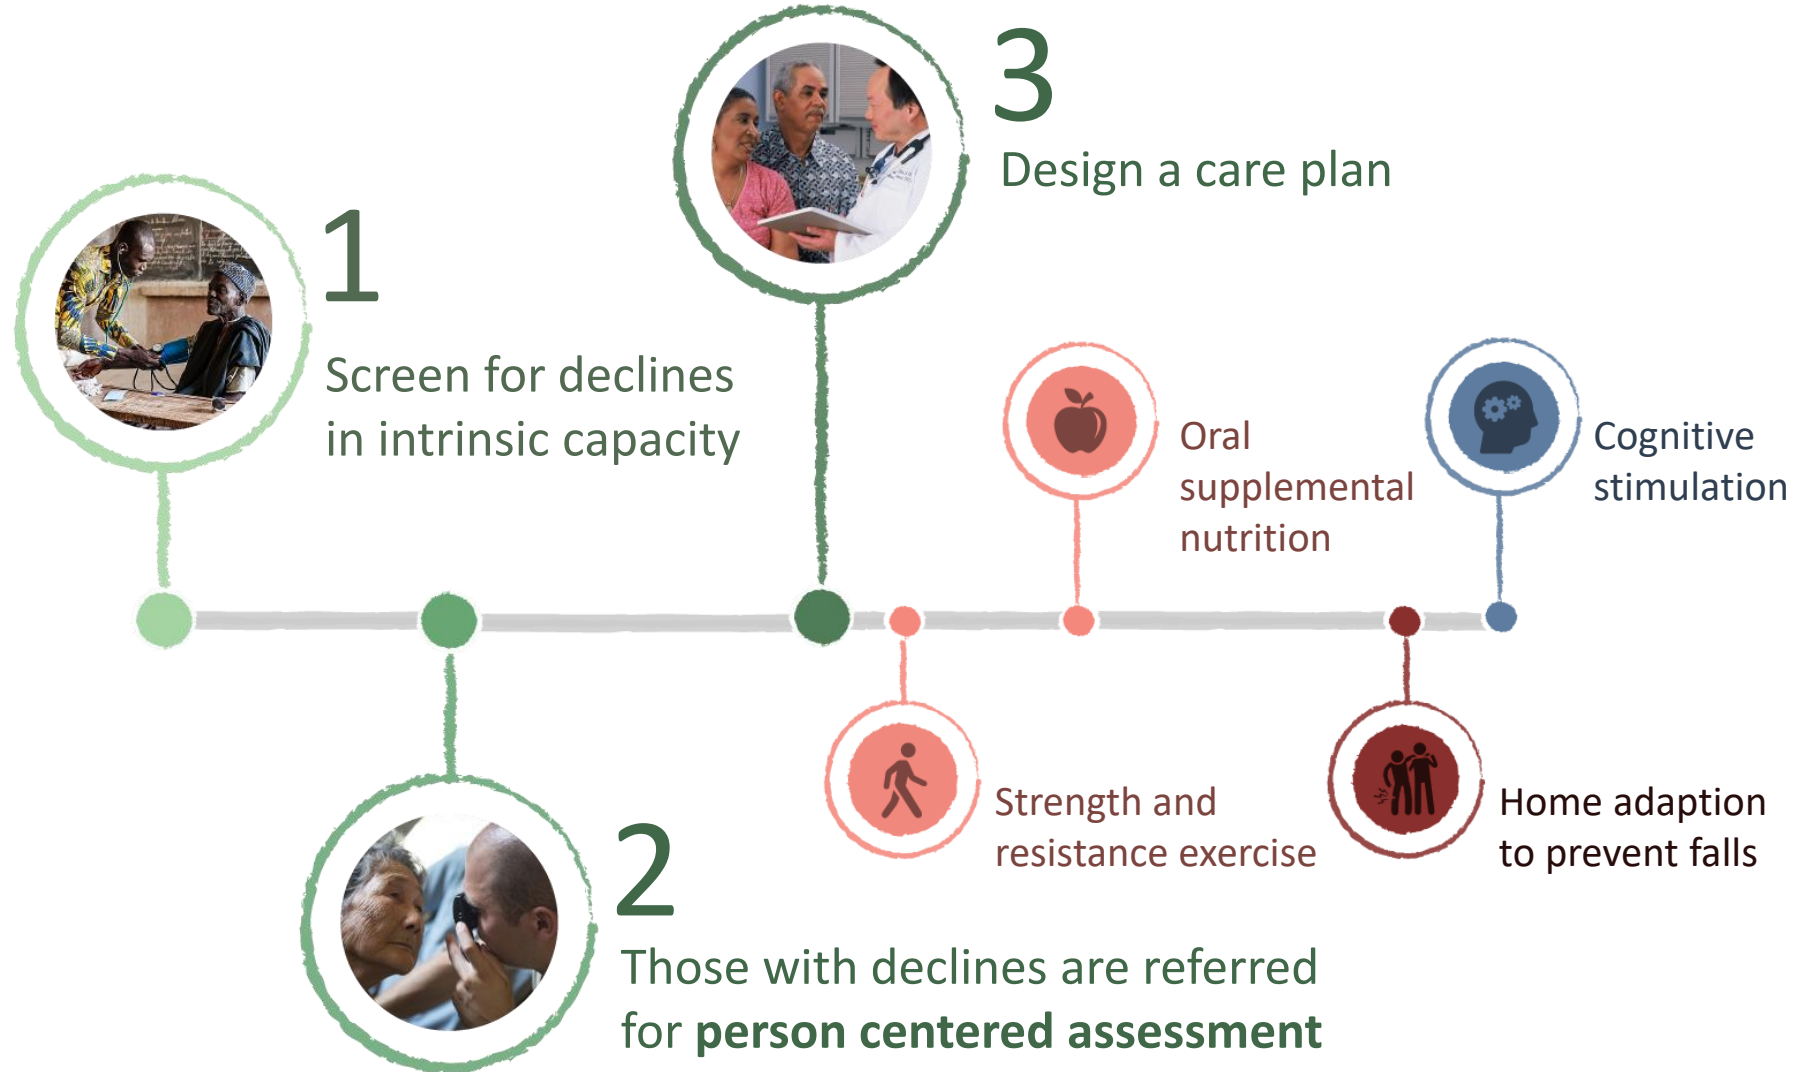 1
Screen for declines
in intrinsic capacity
2
Those with declines are referred
for person centered assessment
3
Design a care plan
Strength and
resistance exercise
Oral
supplemental
nutrition
Home adaption
to prevent falls
Cognitive
stimulation